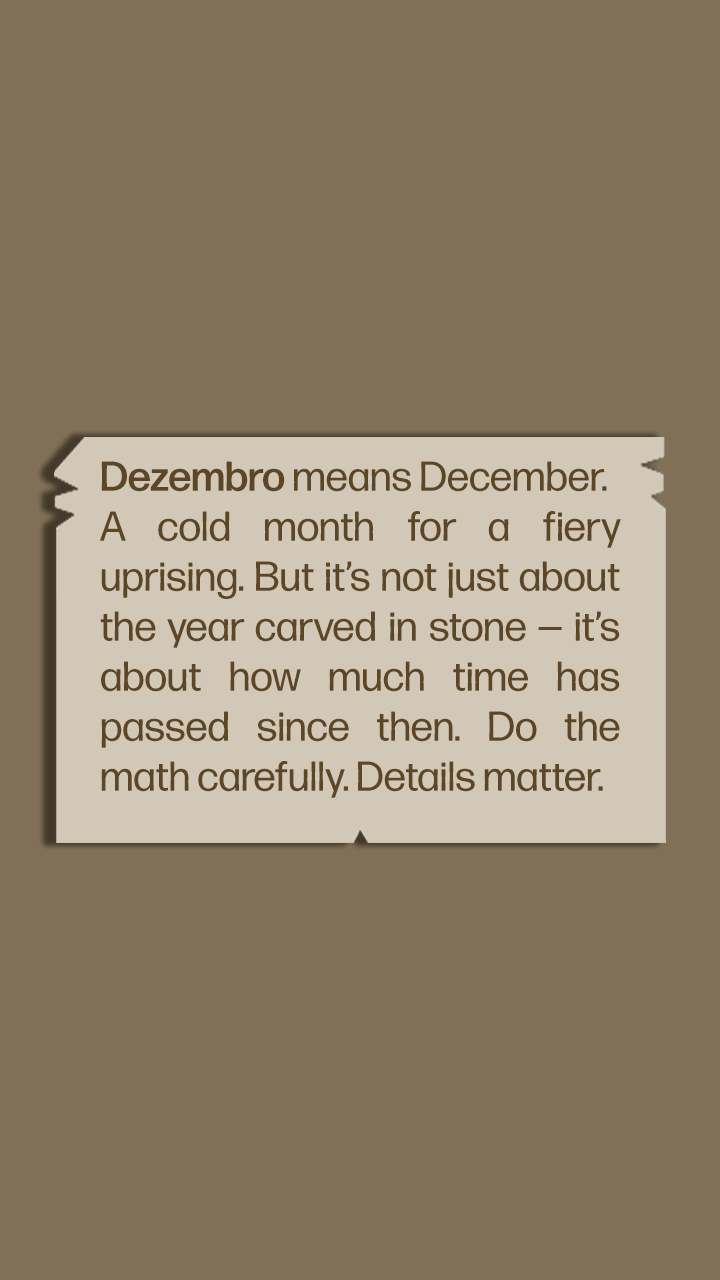 Dezembro means December.
A cold month for a fiery
uprising. But it’s not just about
the year carved in stone – it’s
about how much time has
passed since then. Do the
math carefully. Details matter.